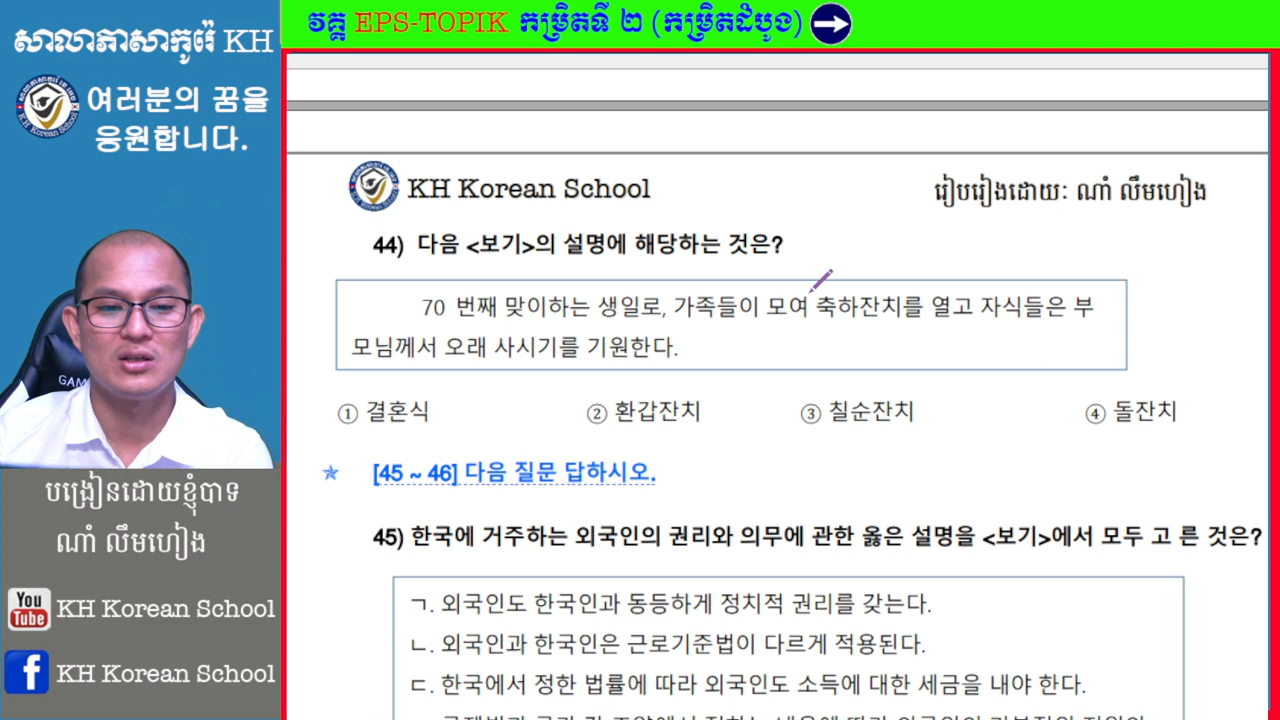 សាលាភាសាកូរ៉េ KH
여러분의 꿈을
응원합니다.
បង្រៀនដោយខ្ញុំបាទ
ណាំ លឹមហៀង
You
Tube
KH Korean School
KH Korean School
វគ្គ EPS-TOPIK កម្រិតទី ២ (កម្រិតដំបូង)
KH Korean School
រៀបរៀងដោយៈ ណាំ លឹមហៀង
44) 다음 <보기>의 설명에 해당하는 것은?
70 번째 맞이하는 생일로, 가족들이 모여 축하잔치를 열고 자식들은 부
모님께서 오래 사시기를 기원한다.
① 결혼식 ② 환갑잔치 ③ 칠순잔치 ④ 돌잔치
[45 ~ 46] 다음 질문 답하시오.
45) 한국에 거주하는 외국인의 권리와 의무에 관한 옳은 설명을 <보기>에서 모두 고 른 것은?
ㄱ. 외국인도 한국인과 동등하게 정치적 권리를 갖는다.
ㄴ. 외국인과 한국인은 근로기준법이 다르게 적용된다.
ㄷ. 한국에서 정한 법률에 따라 외국인도 소득에 대한 세금을 내야 한다.